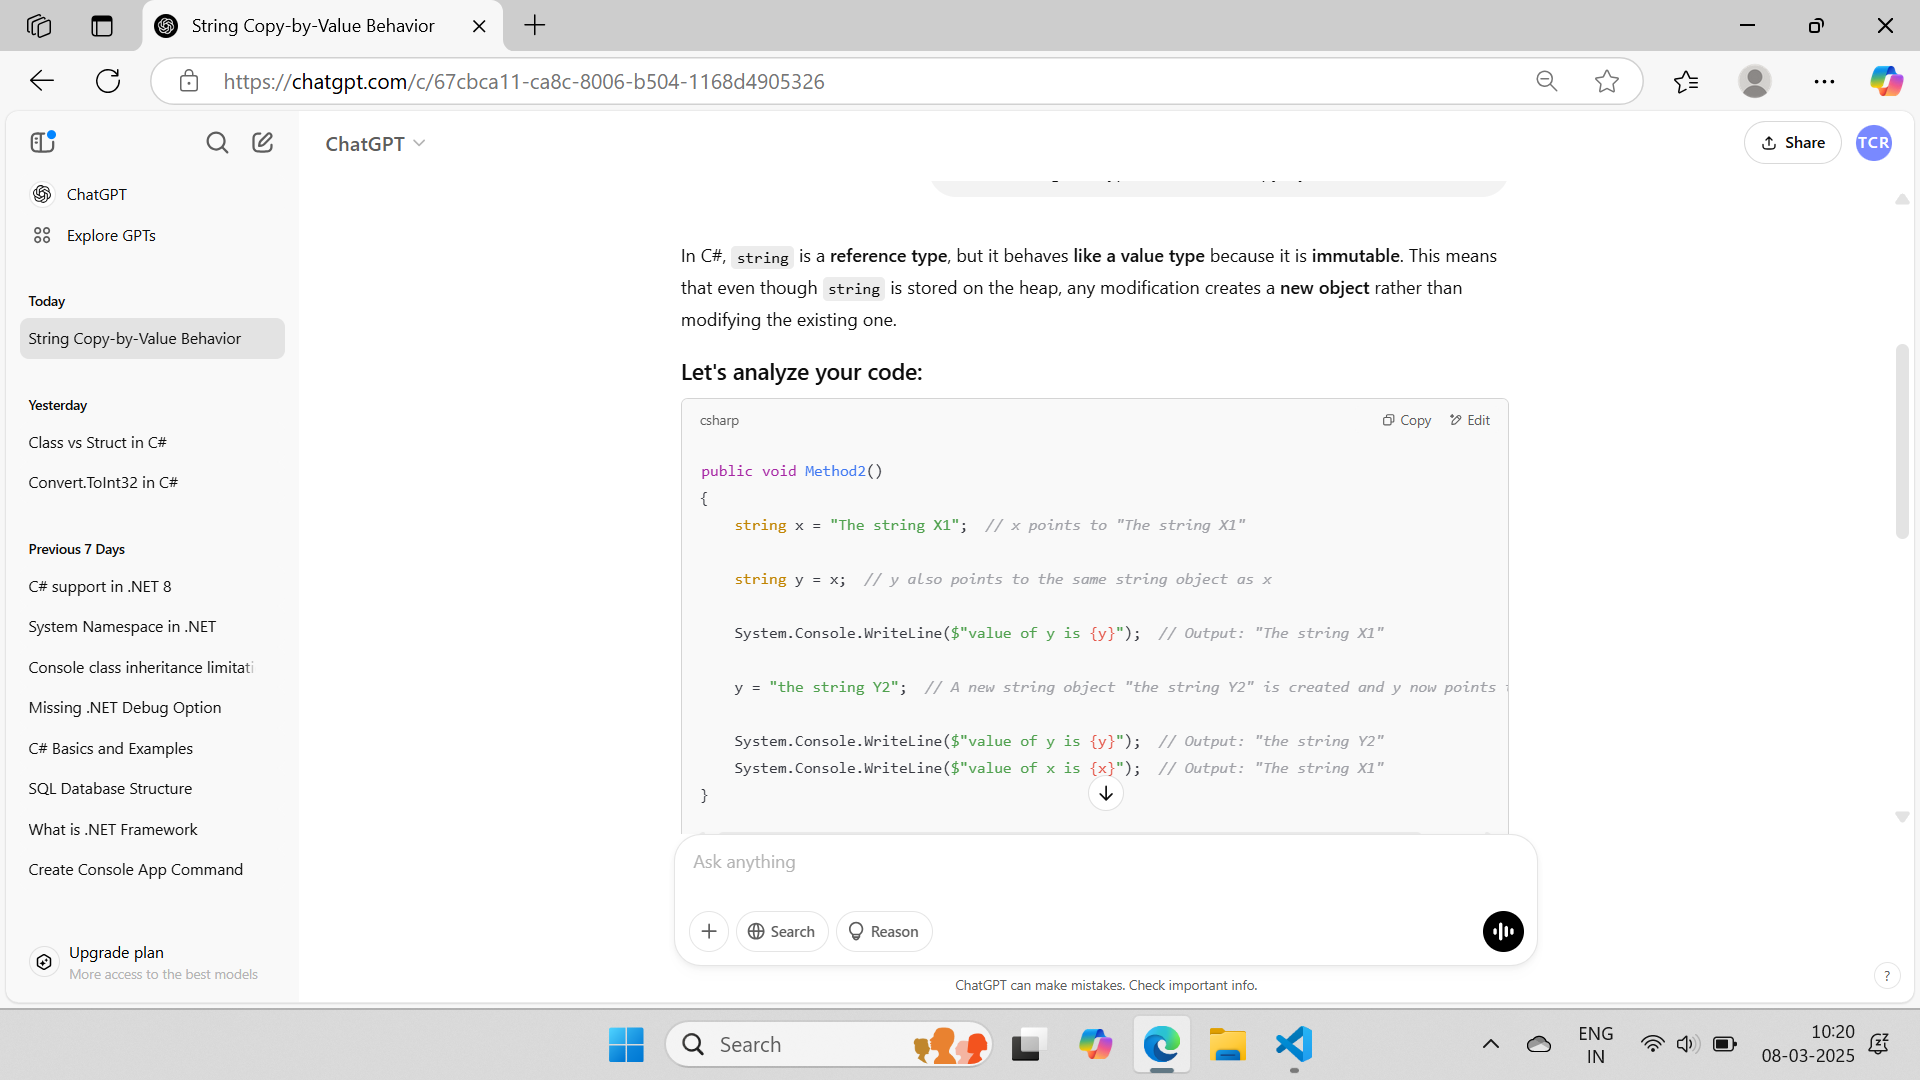 String Copy-by-Value Behavior
https://chatgpt.com/c/67cbca11-ca8c-8006-b504-1168d4905326
ChatGPT
Share
TCR
ChatGPT
Explore GPTs
Today
String Copy-by-Value Behavior
Yesterday
Class vs Struct in C#
Convert.ToInt32 in C#
Previous 7 Days
C# support in .NET 8
System Namespace in .NET
Console class inheritance limitati
Missing .NET Debug Option
C# Basics and Examples
SQL Database Structure
What is .NET Framework
Create Console App Command
Upgrade plan
More access to the best models
In C#, string is a reference type, but it behaves like a value type because it is immutable. This means
that even though string is stored on the heap, any modification creates a new object rather than
modifying the existing one.
Let's analyze your code:
csharp
Copy
Edit
public void Method2()
{
string x = "The string X1";  // x points to "The string X1"
string y = x;  // y also points to the same string object as x
System.Console.WriteLine($"value of y is {y}");  // Output: "The string X1"
y = "the string Y2";  // A new string object "the string Y2" is created and y now points
System.Console.WriteLine($"value of y is {y}");  // Output: "the string Y2"
System.Console.WriteLine($"value of x is {x}");  // Output: "The string X1"
}
Ask anything
Search
Reason
ChatGPT can make mistakes. Check important info.
?
Search
ENG
IN
10:20
08-03-2025